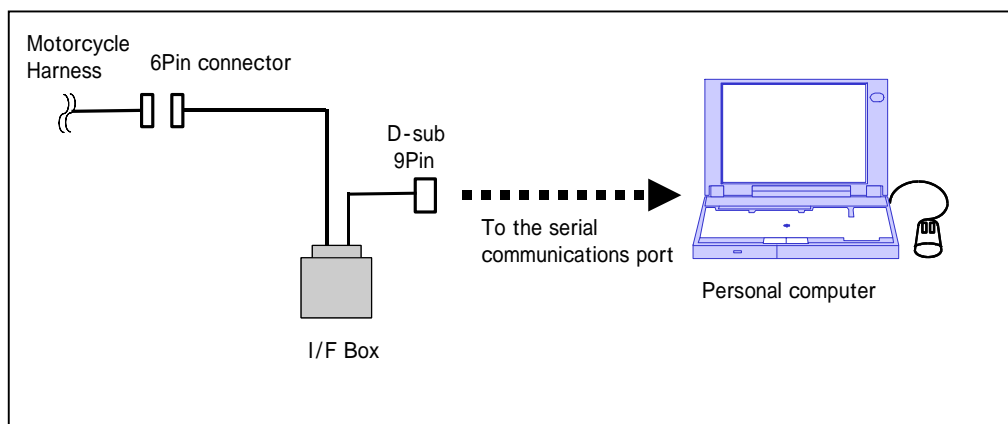 Motorcycle
Harness
6Pin connector
D-sub
9Pin
To the serial
communications port
Personal computer
I/F Box